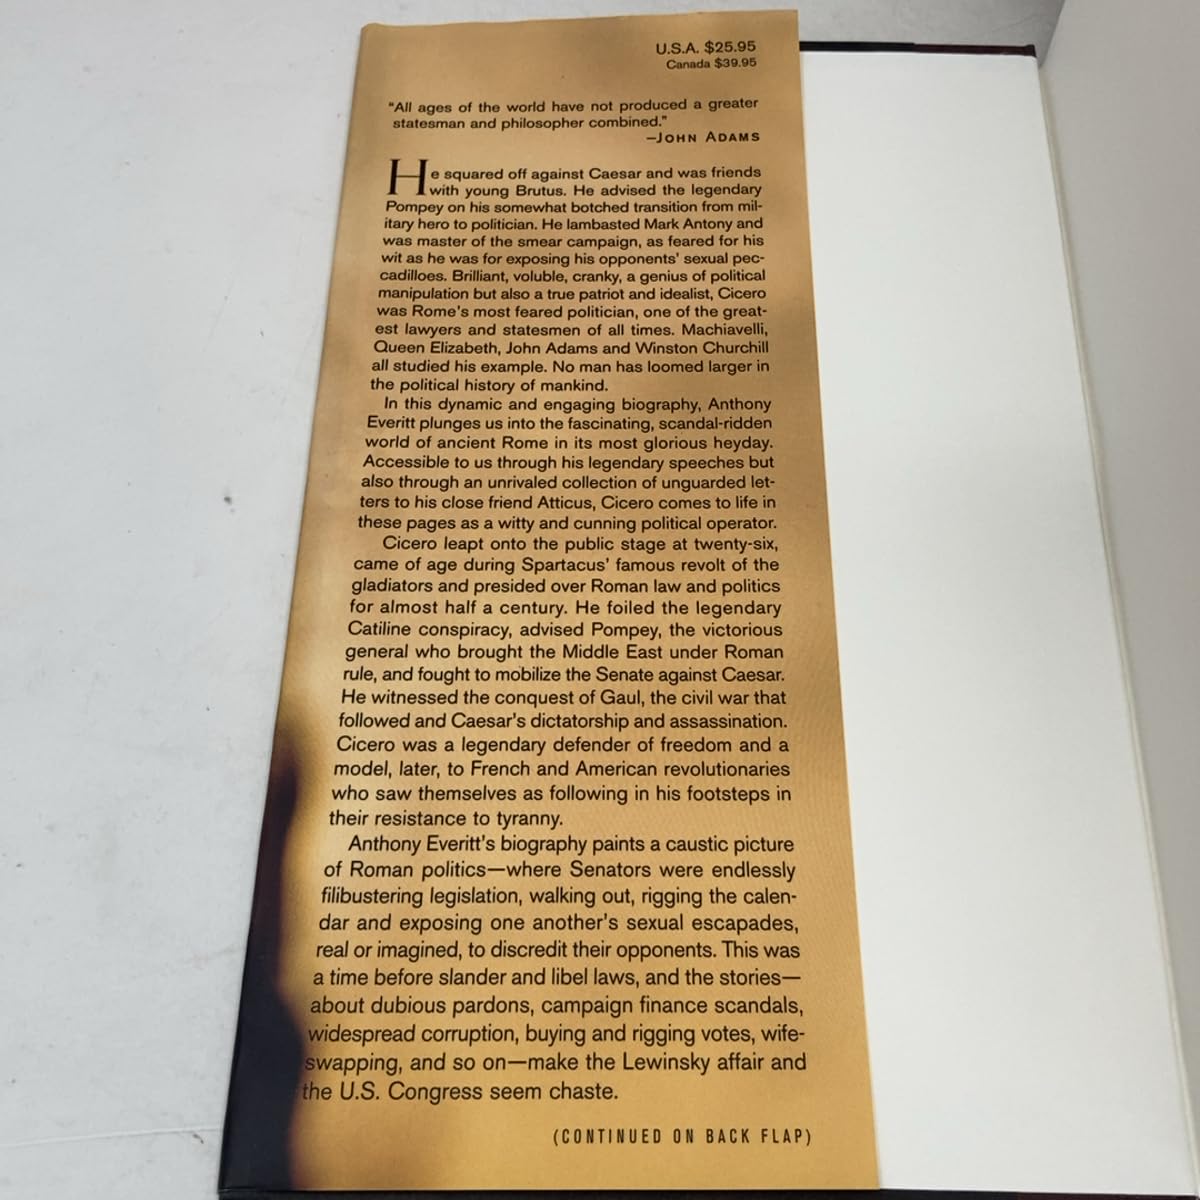 U.S.A. $25.95
Canada $39.95
"All ages of the world have not produced a greater
statesman and philosopher combined."
—JOHN ADAMS
He squared off against Caesar and was friends
with young Brutus. He advised the legendary
Pompey on his somewhat botched transition from mil-
itary hero to politician. He lambasted Mark Antony and
was master of the smear campaign, as feared for his
wit as he was for exposing his opponents' sexual pec-
cadilloes. Brilliant, voluble, cranky, a genius of political
manipulation but also a true patriot and idealist, Cicero
was Rome's most feared politician, one of the great-
est lawyers and statesmen of all times. Machiavelli,
Queen Elizabeth, John Adams and Winston Churchill
all studied his example. No man has loomed larger in
the political history of mankind.
In this dynamic and engaging biography, Anthony
Everitt plunges us into the fascinating, scandal-ridden
world of ancient Rome in its most glorious heyday.
Accessible to us through his legendary speeches but
also through an unrivaled collection of unguarded let-
ters to his close friend Atticus, Cicero comes to life in
these pages as a witty and cunning political operator.
Cicero leapt onto the public stage at twenty-six,
came of age during Spartacus' famous revolt of the
gladiators and presided over Roman law and politics
for almost half a century. He foiled the legendary
Catiline conspiracy, advised Pompey, the victorious
general who brought the Middle East under Roman
rule, and fought to mobilize the Senate against Caesar.
He witnessed the conquest of Gaul, the civil war that
followed and Caesar's dictatorship and assassination.
Cicero was a legendary defender of freedom and a
model, later, to French and American revolutionaries
who saw themselves as following in his footsteps in
their resistance to tyranny.
Anthony Everitt's biography paints a caustic picture
of Roman politics—where Senators were endlessly
filibustering legislation, walking out, rigging the calen-
dar and exposing one another's sexual escapades,
real or imagined, to discredit their opponents. This was
a time before slander and libel laws, and the stories—
about dubious pardons, campaign finance scandals,
widespread corruption, buying and rigging votes, wife-
swapping, and so on—make the Lewinsky affair and
the U.S. Congress seem chaste.
(CONTINUED ON BACK FLAP)